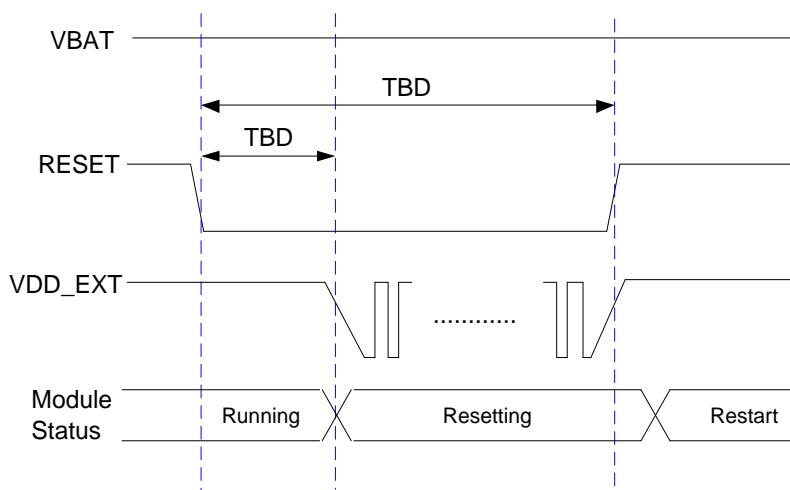 VBAT
TBD
TBD
RESET
VDD_EXT
............
Module
Status
Running
Resetting
Restart